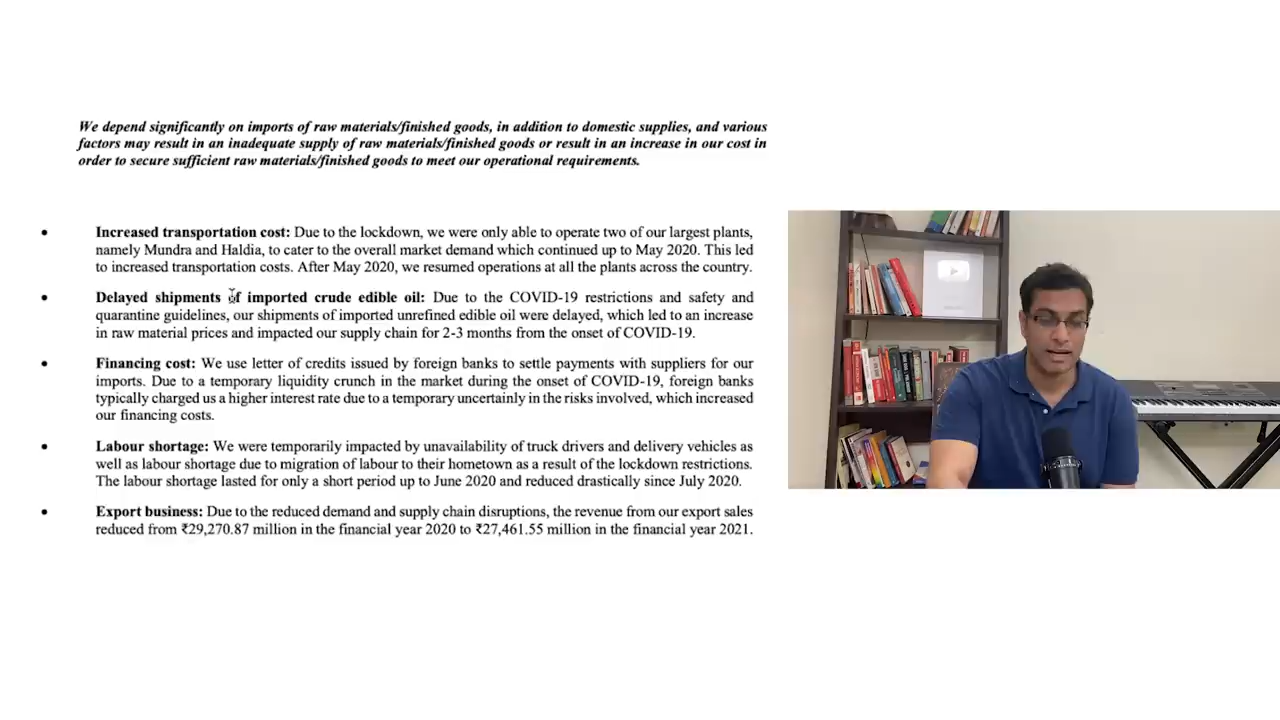 We depend significantly on imports of raw materials/finished goods, in addition to domestic supplies, and various
factors may result in an inadequate supply of raw materials/finished goods or result in an increase in our cost in
order to secure sufficient raw materials/finished goods to meet our operational requirements.
• Increased transportation cost: Due to the lockdown, we were only able to operate two of our largest plants,
namely Mundra and Haldia, to cater to the overall market demand which continued up to May 2020. This led
to increased transportation costs. After May 2020, we resumed operations at all the plants across the country.
• Delayed shipments of imported crude edible oil: Due to the COVID-19 restrictions and safety and
quarantine guidelines, our shipments of imported unrefined edible oil were delayed, which led to an increase
in raw material prices and impacted our supply chain for 2-3 months from the onset of COVID-19.
• Financing cost: We use letter of credits issued by foreign banks to settle payments with suppliers for our
imports. Due to a temporary liquidity crunch in the market during the onset of COVID-19, foreign banks
typically charged us a higher interest rate due to a temporary uncertainly in the risks involved, which increased
our financing costs.
• Labour shortage: We were temporarily impacted by unavailability of truck drivers and delivery vehicles as
well as labour shortage due to migration of labour to their hometown as a result of the lockdown restrictions.
The labour shortage lasted for only a short period up to June 2020 and reduced drastically since July 2020.
• Export business: Due to the reduced demand and supply chain disruptions, the revenue from our export sales
reduced from ₹29,270.87 million in the financial year 2020 to ₹27,461.55 million in the financial year 2021.